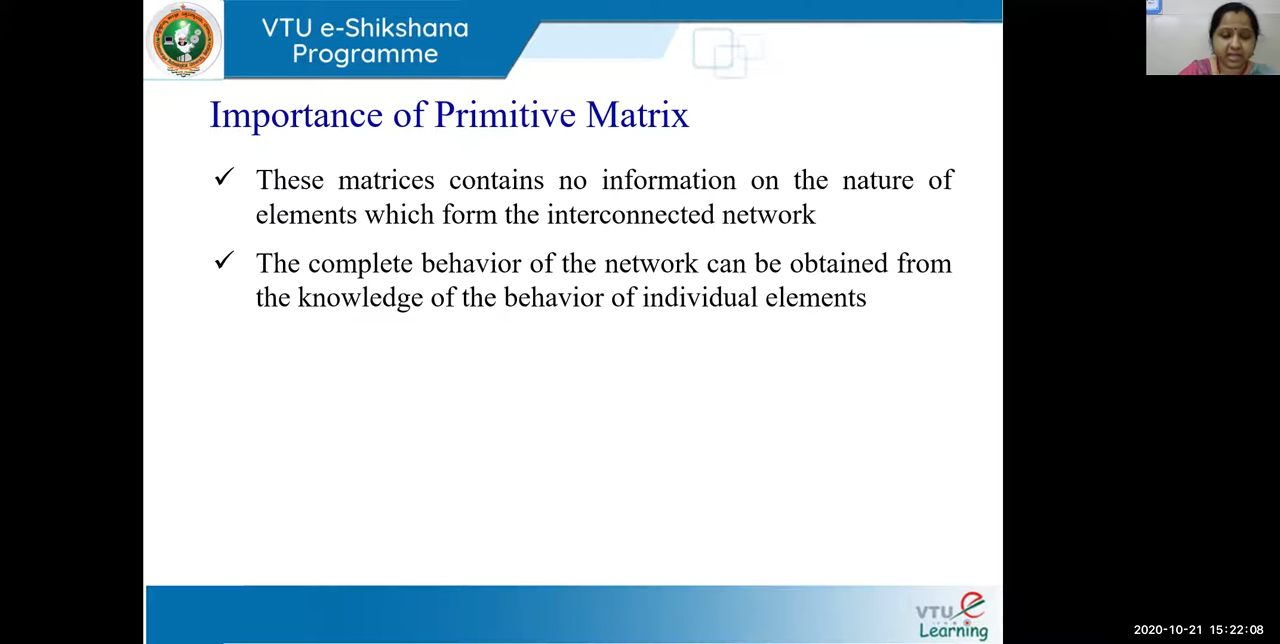 VTU e-Shikshana
Programme
Importance of Primitive Matrix
✓ These matrices contains no information on the nature of
elements which form the interconnected network
✓ The complete behavior of the network can be obtained from
the knowledge of the behavior of individual elements
VTU e
Learning
2020-10-21 15:22:08